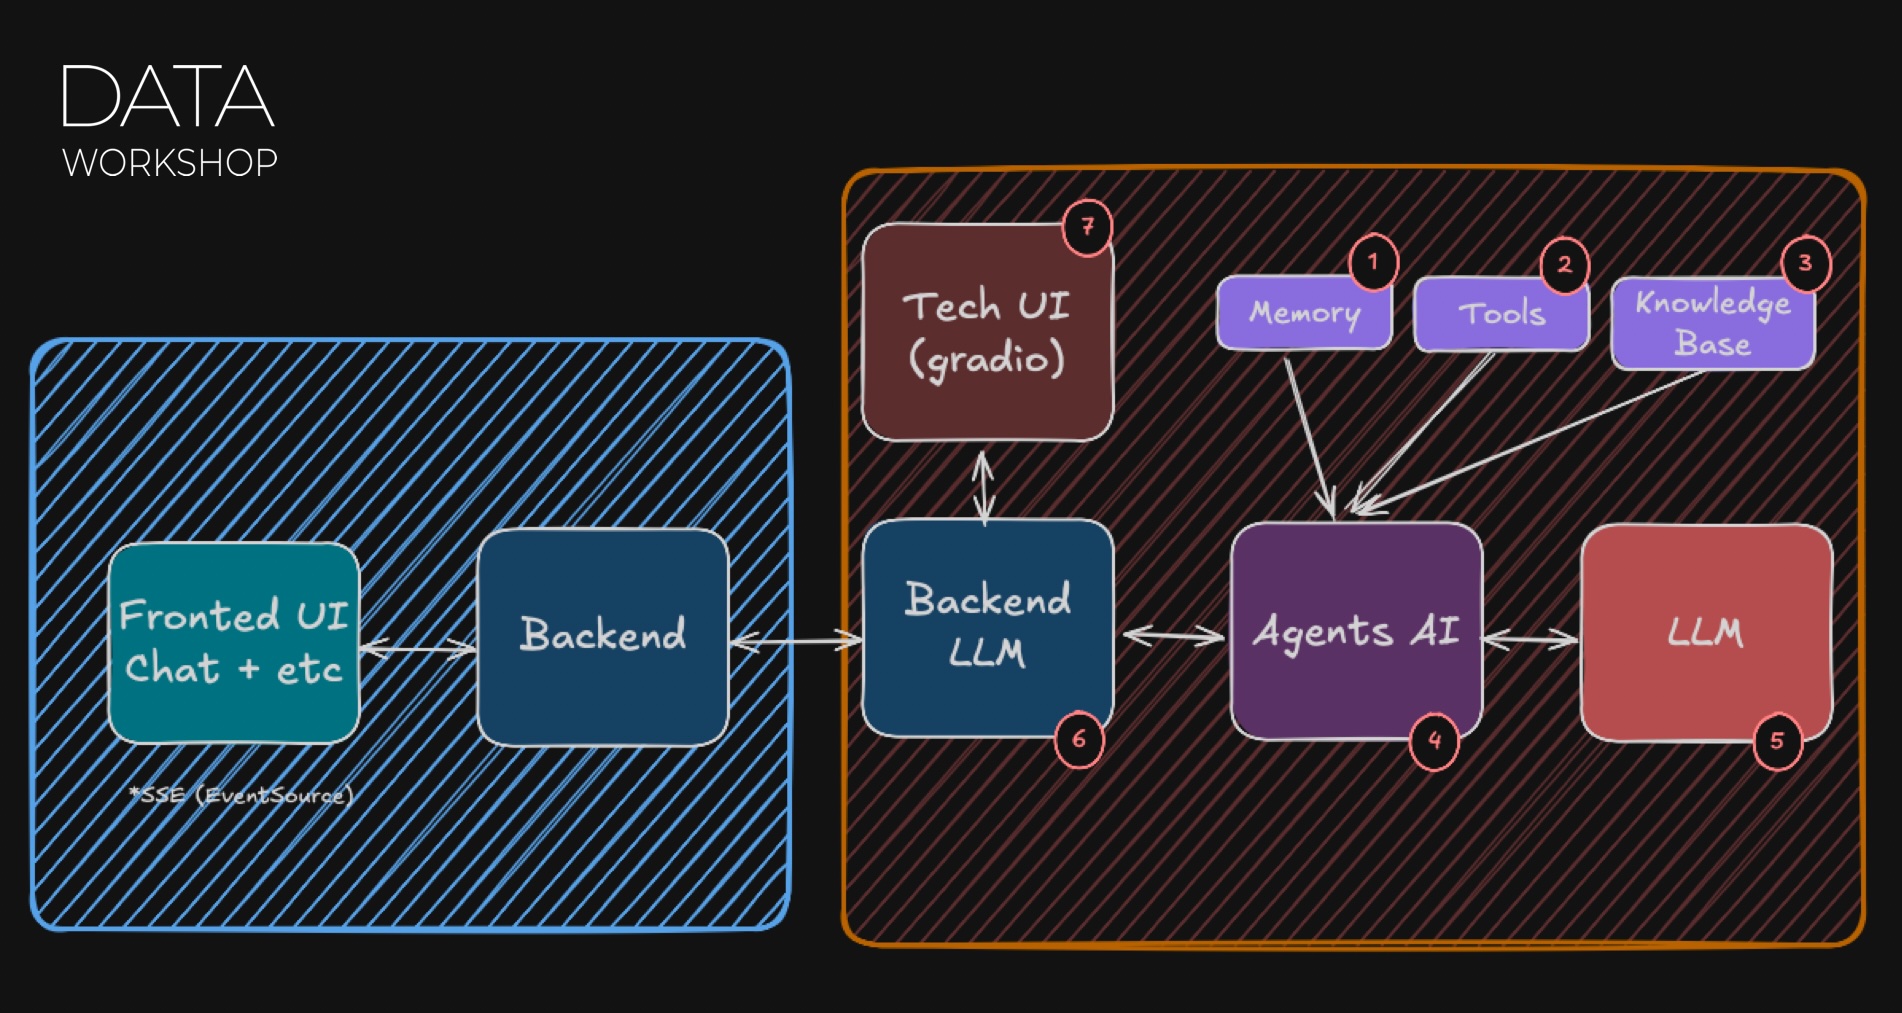 DATA
WORKSHOP
7
Tech UI
(gradio)
1
Memory
2
Tools
3
Knowledge
Base
Fronted UI
Chat + etc
*SSE (EventSource)
Backend
Backend
LLM
6
Agents AI
4
LLM
5